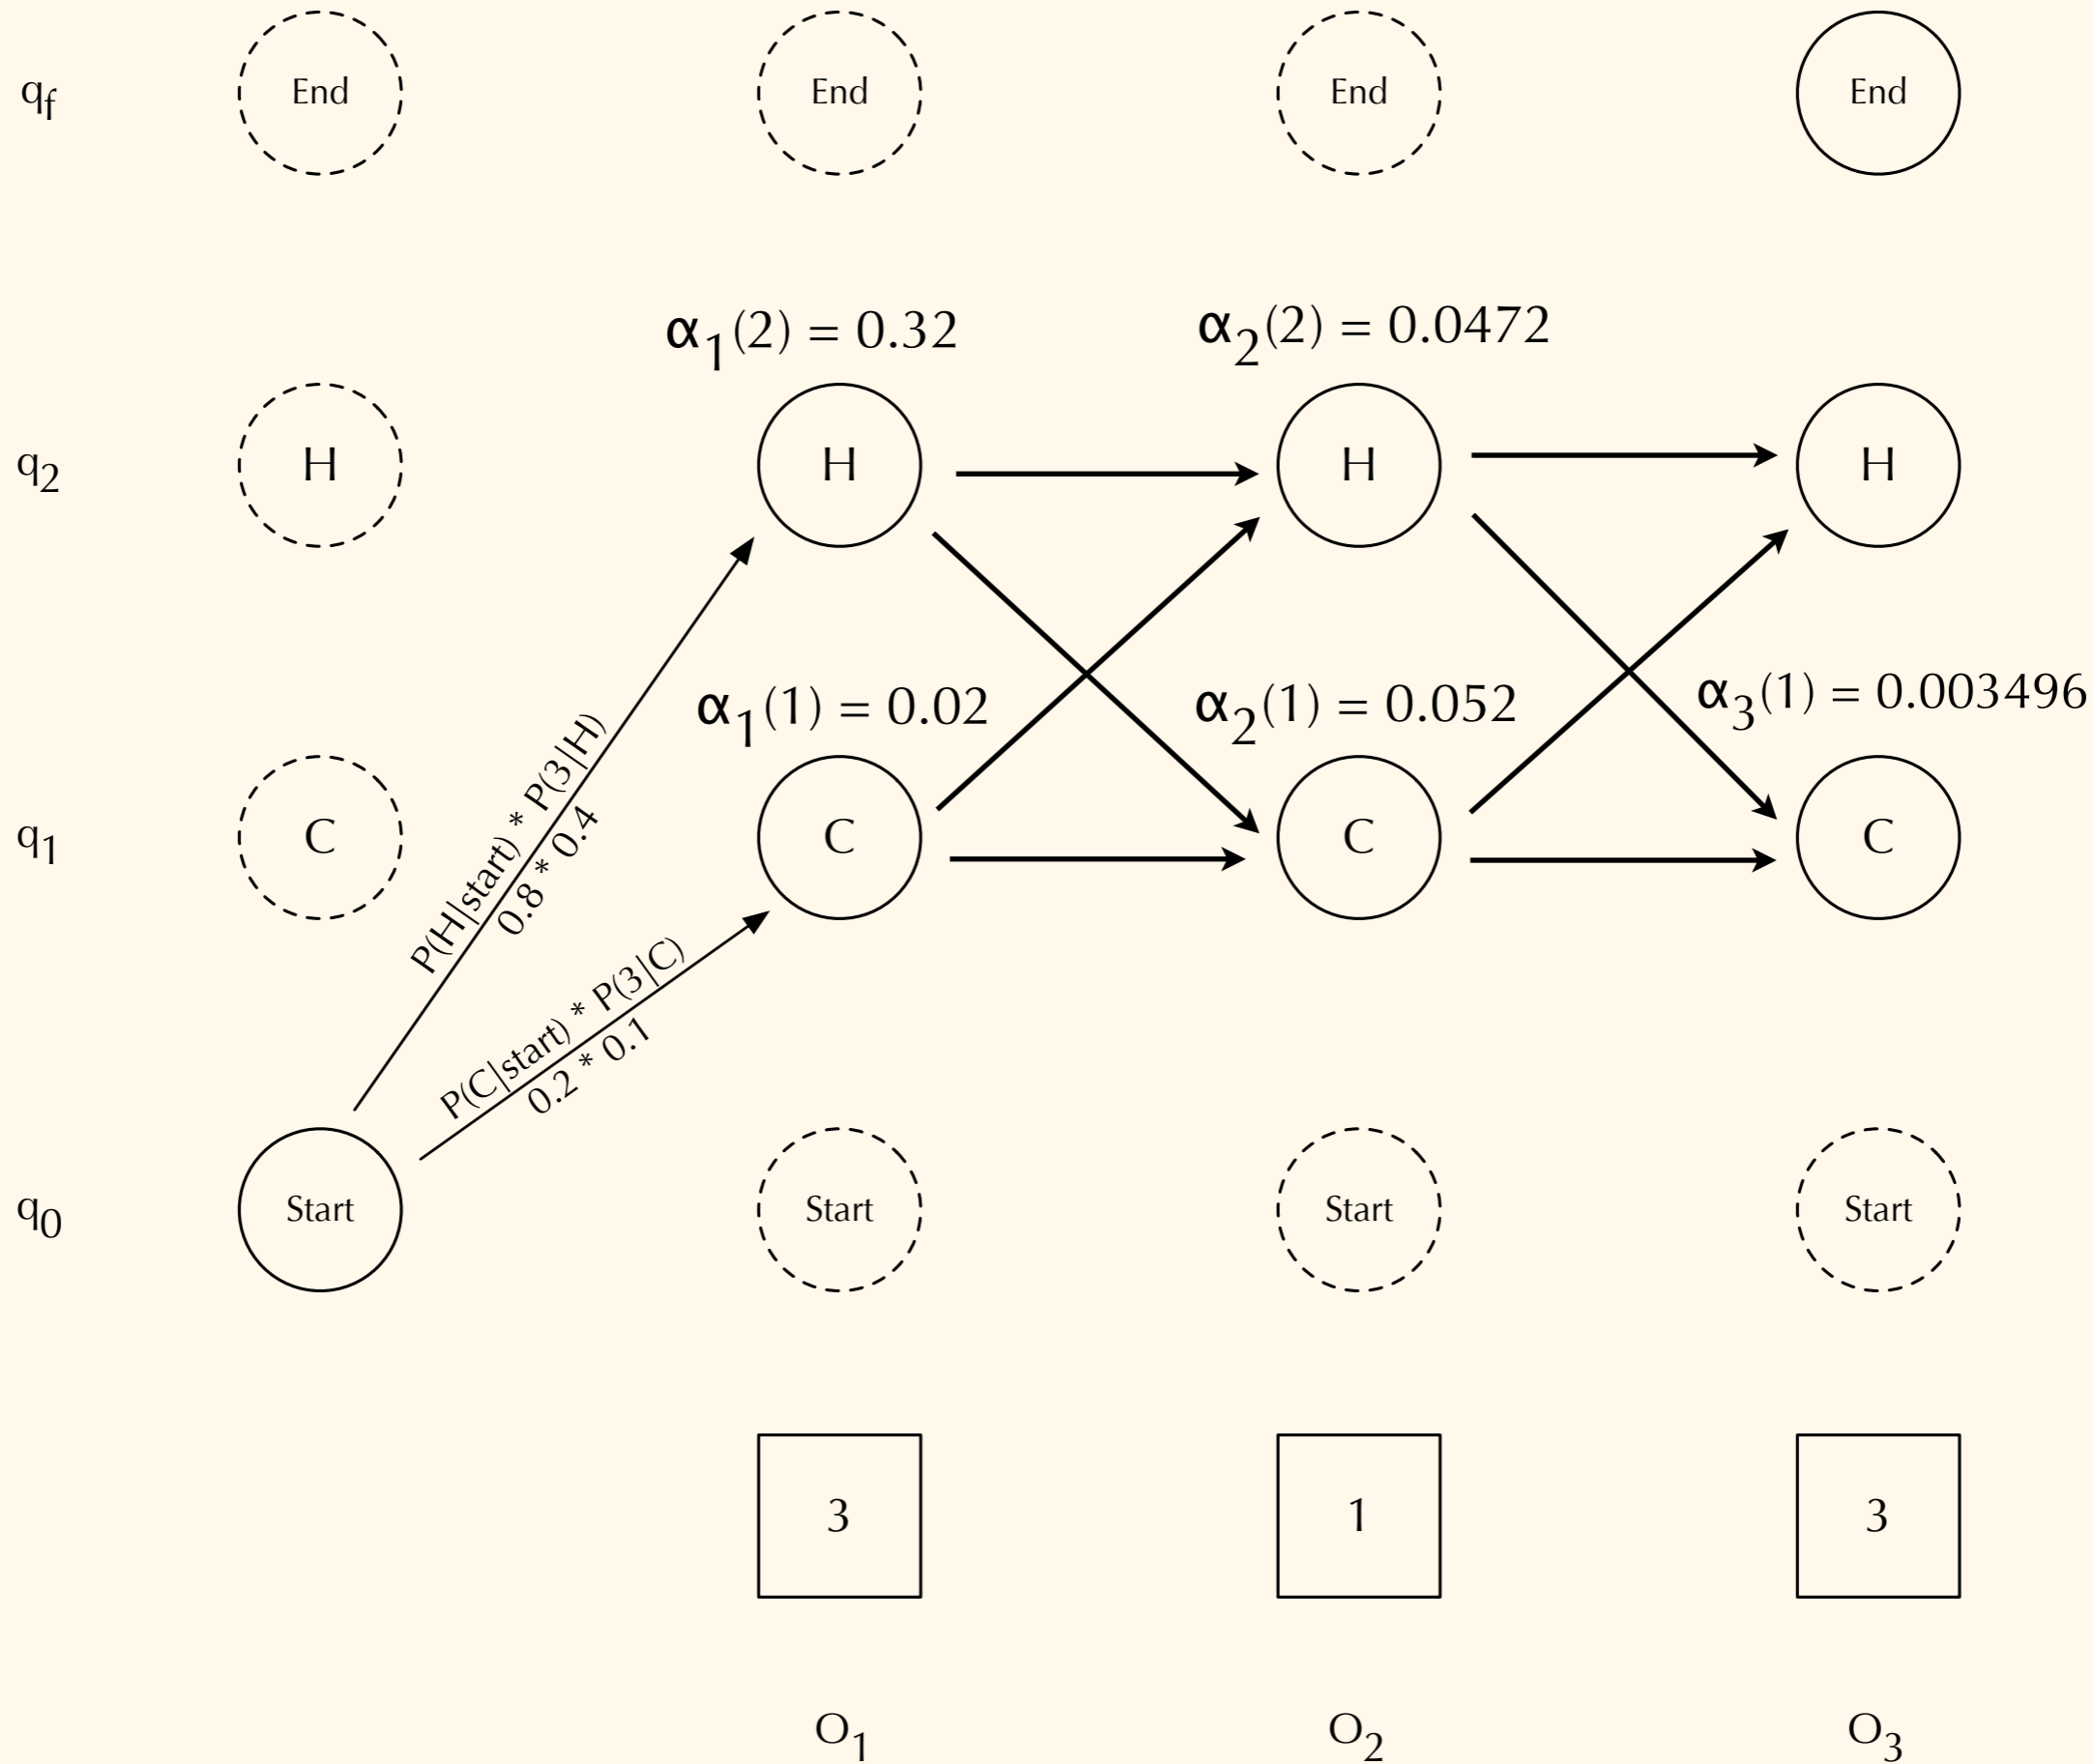 qf End End End End
α1(2) = 0.32 α2(2) = 0.0472
q2 H H H H
P(H|start) * P(3|H)
0.8 * 0.4
α1(1) = 0.02 α2(1) = 0.052 α3(1) = 0.003496
q1 C C C C
P(C|start) * P(3|C)
0.2 * 0.1
q0 Start Start Start Start
3 1 3
O1 O2 O3